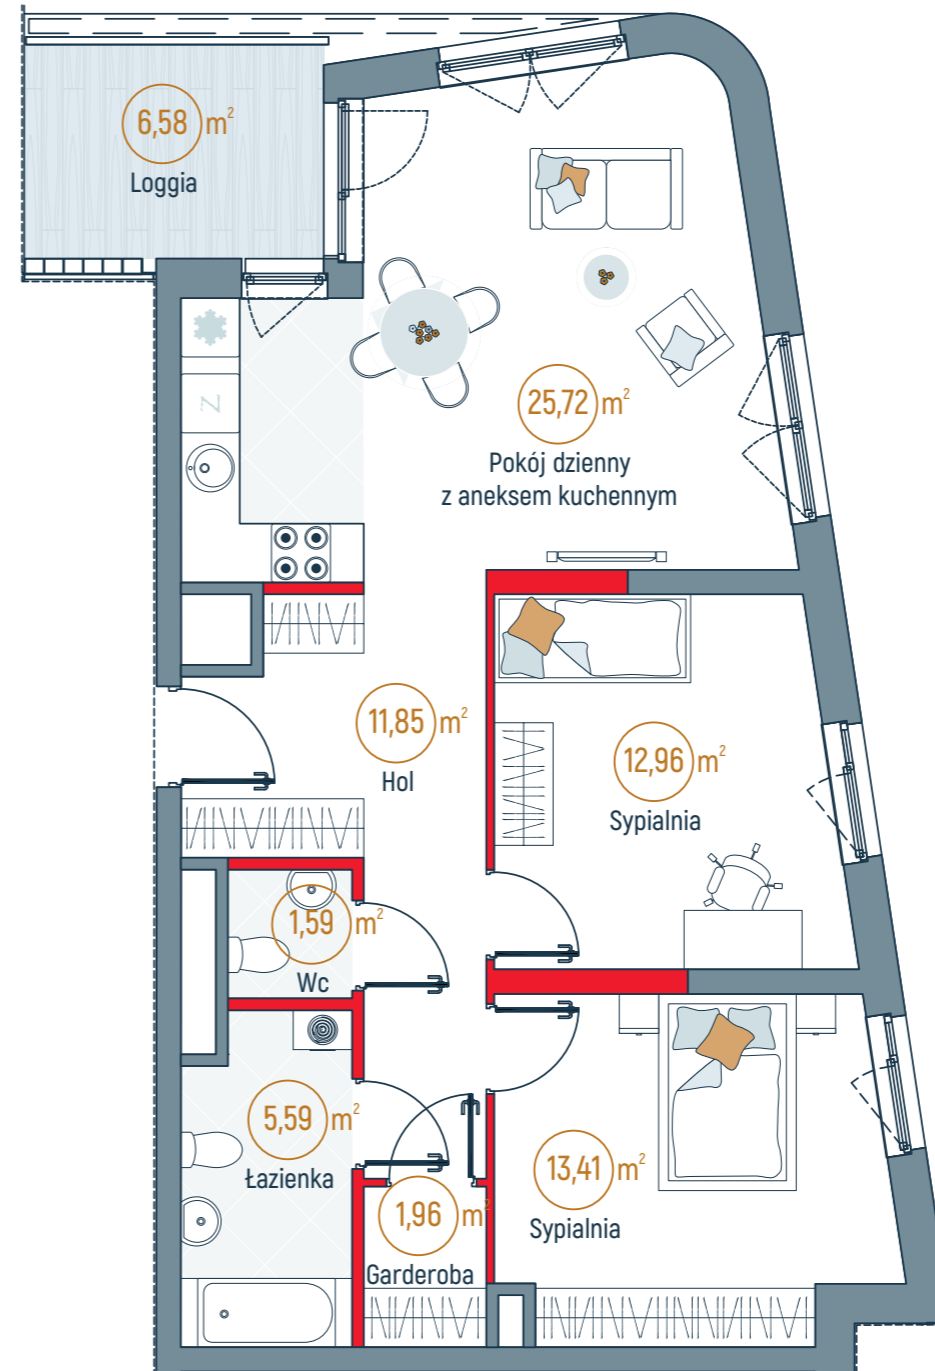 6,58 m²
Loggia
25,72 m²
Pokój dzienny
z aneksem kuchennym
Z
11,85 m²
Hol
12,96 m²
Sypialnia
1,59 m²
Wc
5,59 m²
Łazienka
13,41 m²
Sypialnia
1,96 m²
Garderoba